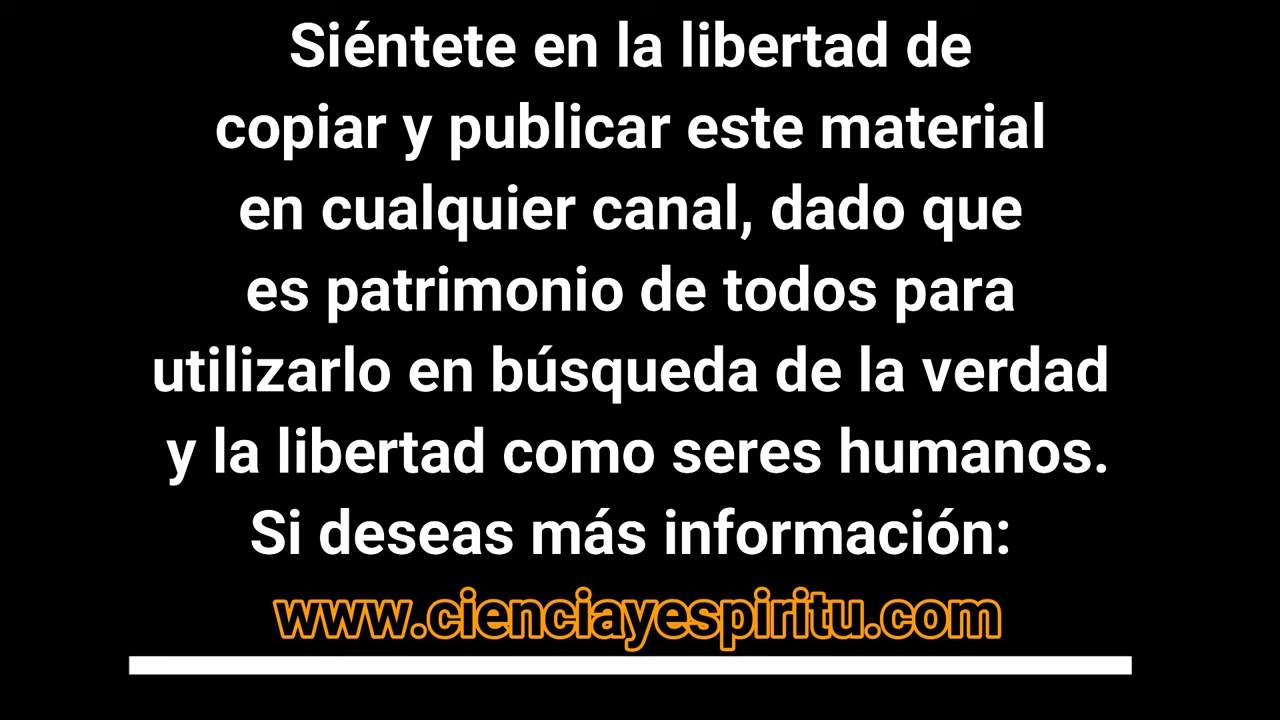 Siéntete en la libertad de
copiar y publicar este material
en cualquier canal, dado que
es patrimonio de todos para
utilizarlo en búsqueda de la verdad
y la libertad como seres humanos.
Si deseas más información:
www.cienciayespiritu.com